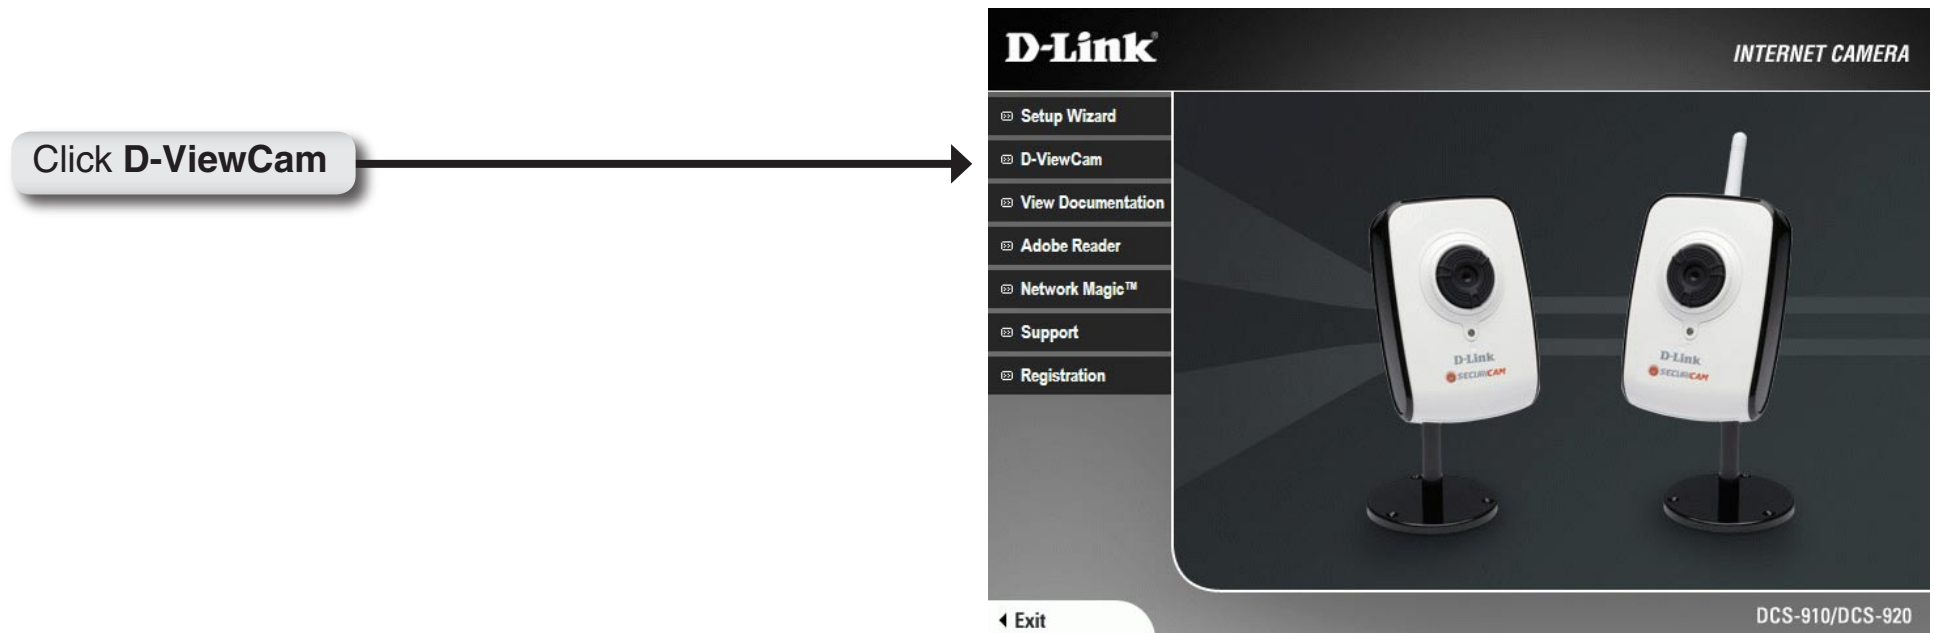 Click D-ViewCam
D-Link®
INTERNET CAMERA
Setup Wizard
D-ViewCam
View Documentation
Adobe Reader
Network Magic™
Support
Registration
D-Link
SECURICAM
D-Link
SECURICAM
Exit
DCS-910/DCS-920